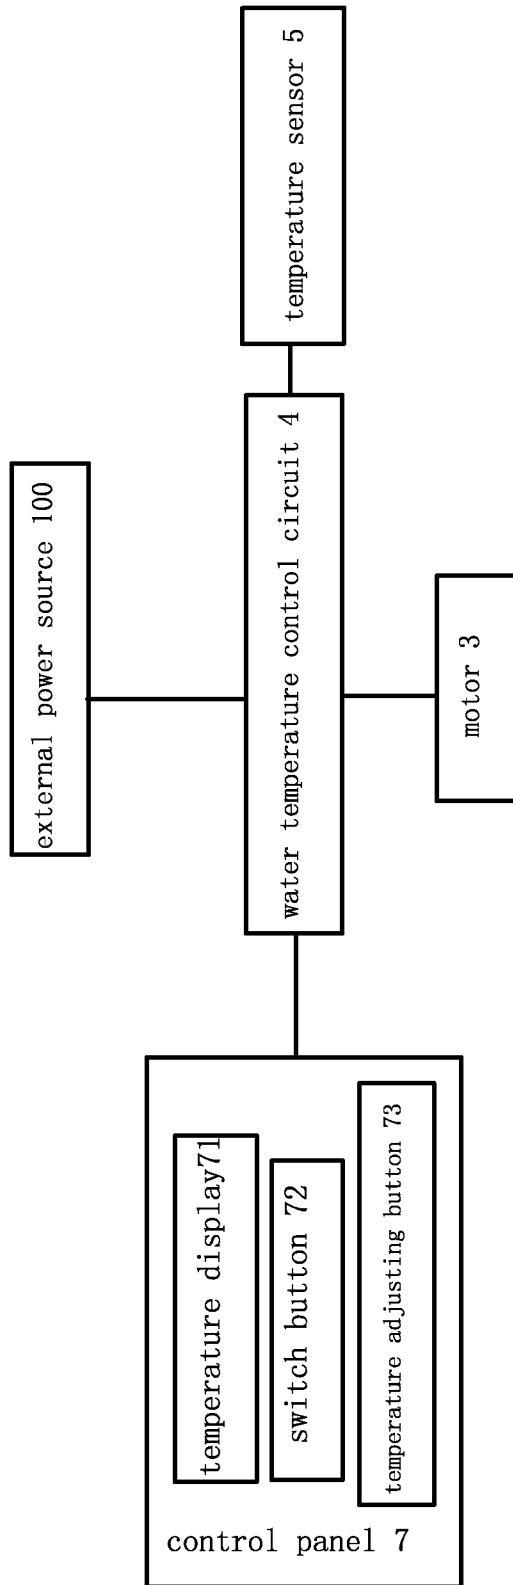 external power source 100
temperature display71
switch button 72
temperature adjusting button 73
control panel 7
water temperature control circuit 4
temperature sensor 5
motor 3